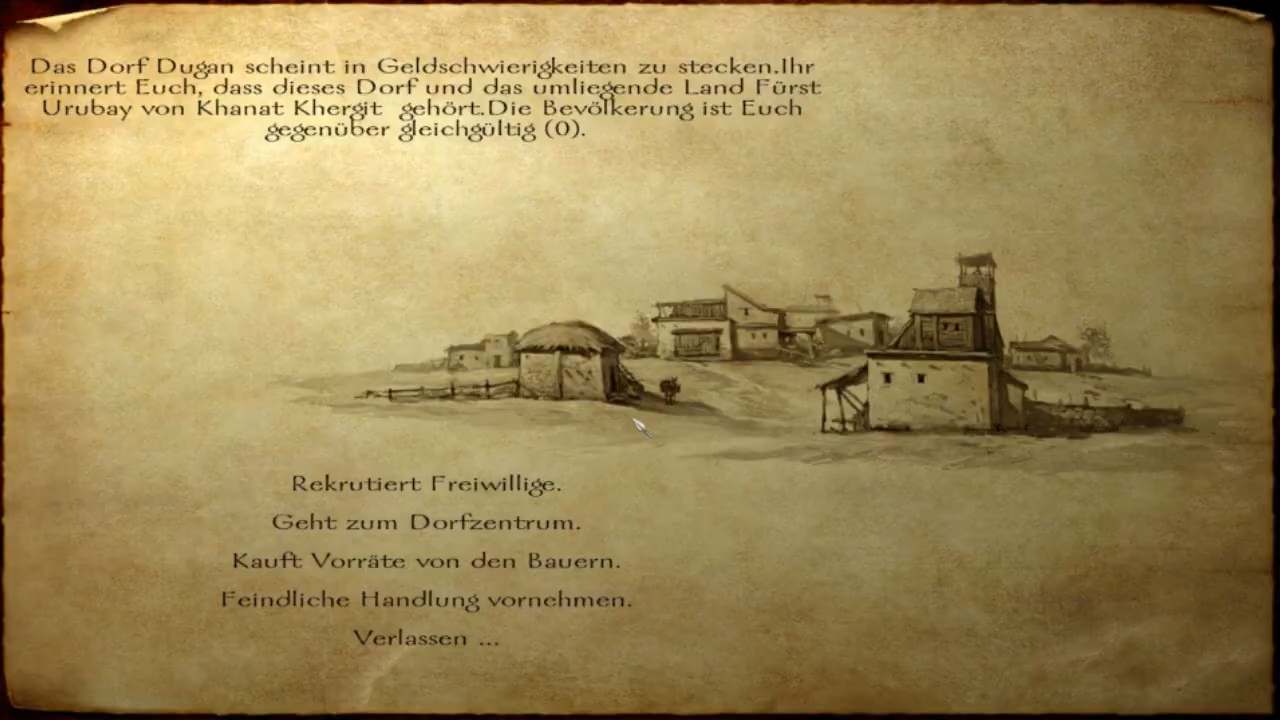 Das Dorf Dugan scheint in Geldschwierigkeiten zu stecken.Ihr
erinnert Euch, dass dieses Dorf und das umliegende Land Fürst
Urubay von Khanat Khergit  gehört.Die Bevölkerung ist Euch
gegenüber gleichgültig (0).
Rekrutiert Freiwillige.
Geht zum Dorfzentrum.
Kauft Vorräte von den Bauern.
Feindliche Handlung vornehmen.
Verlassen ...